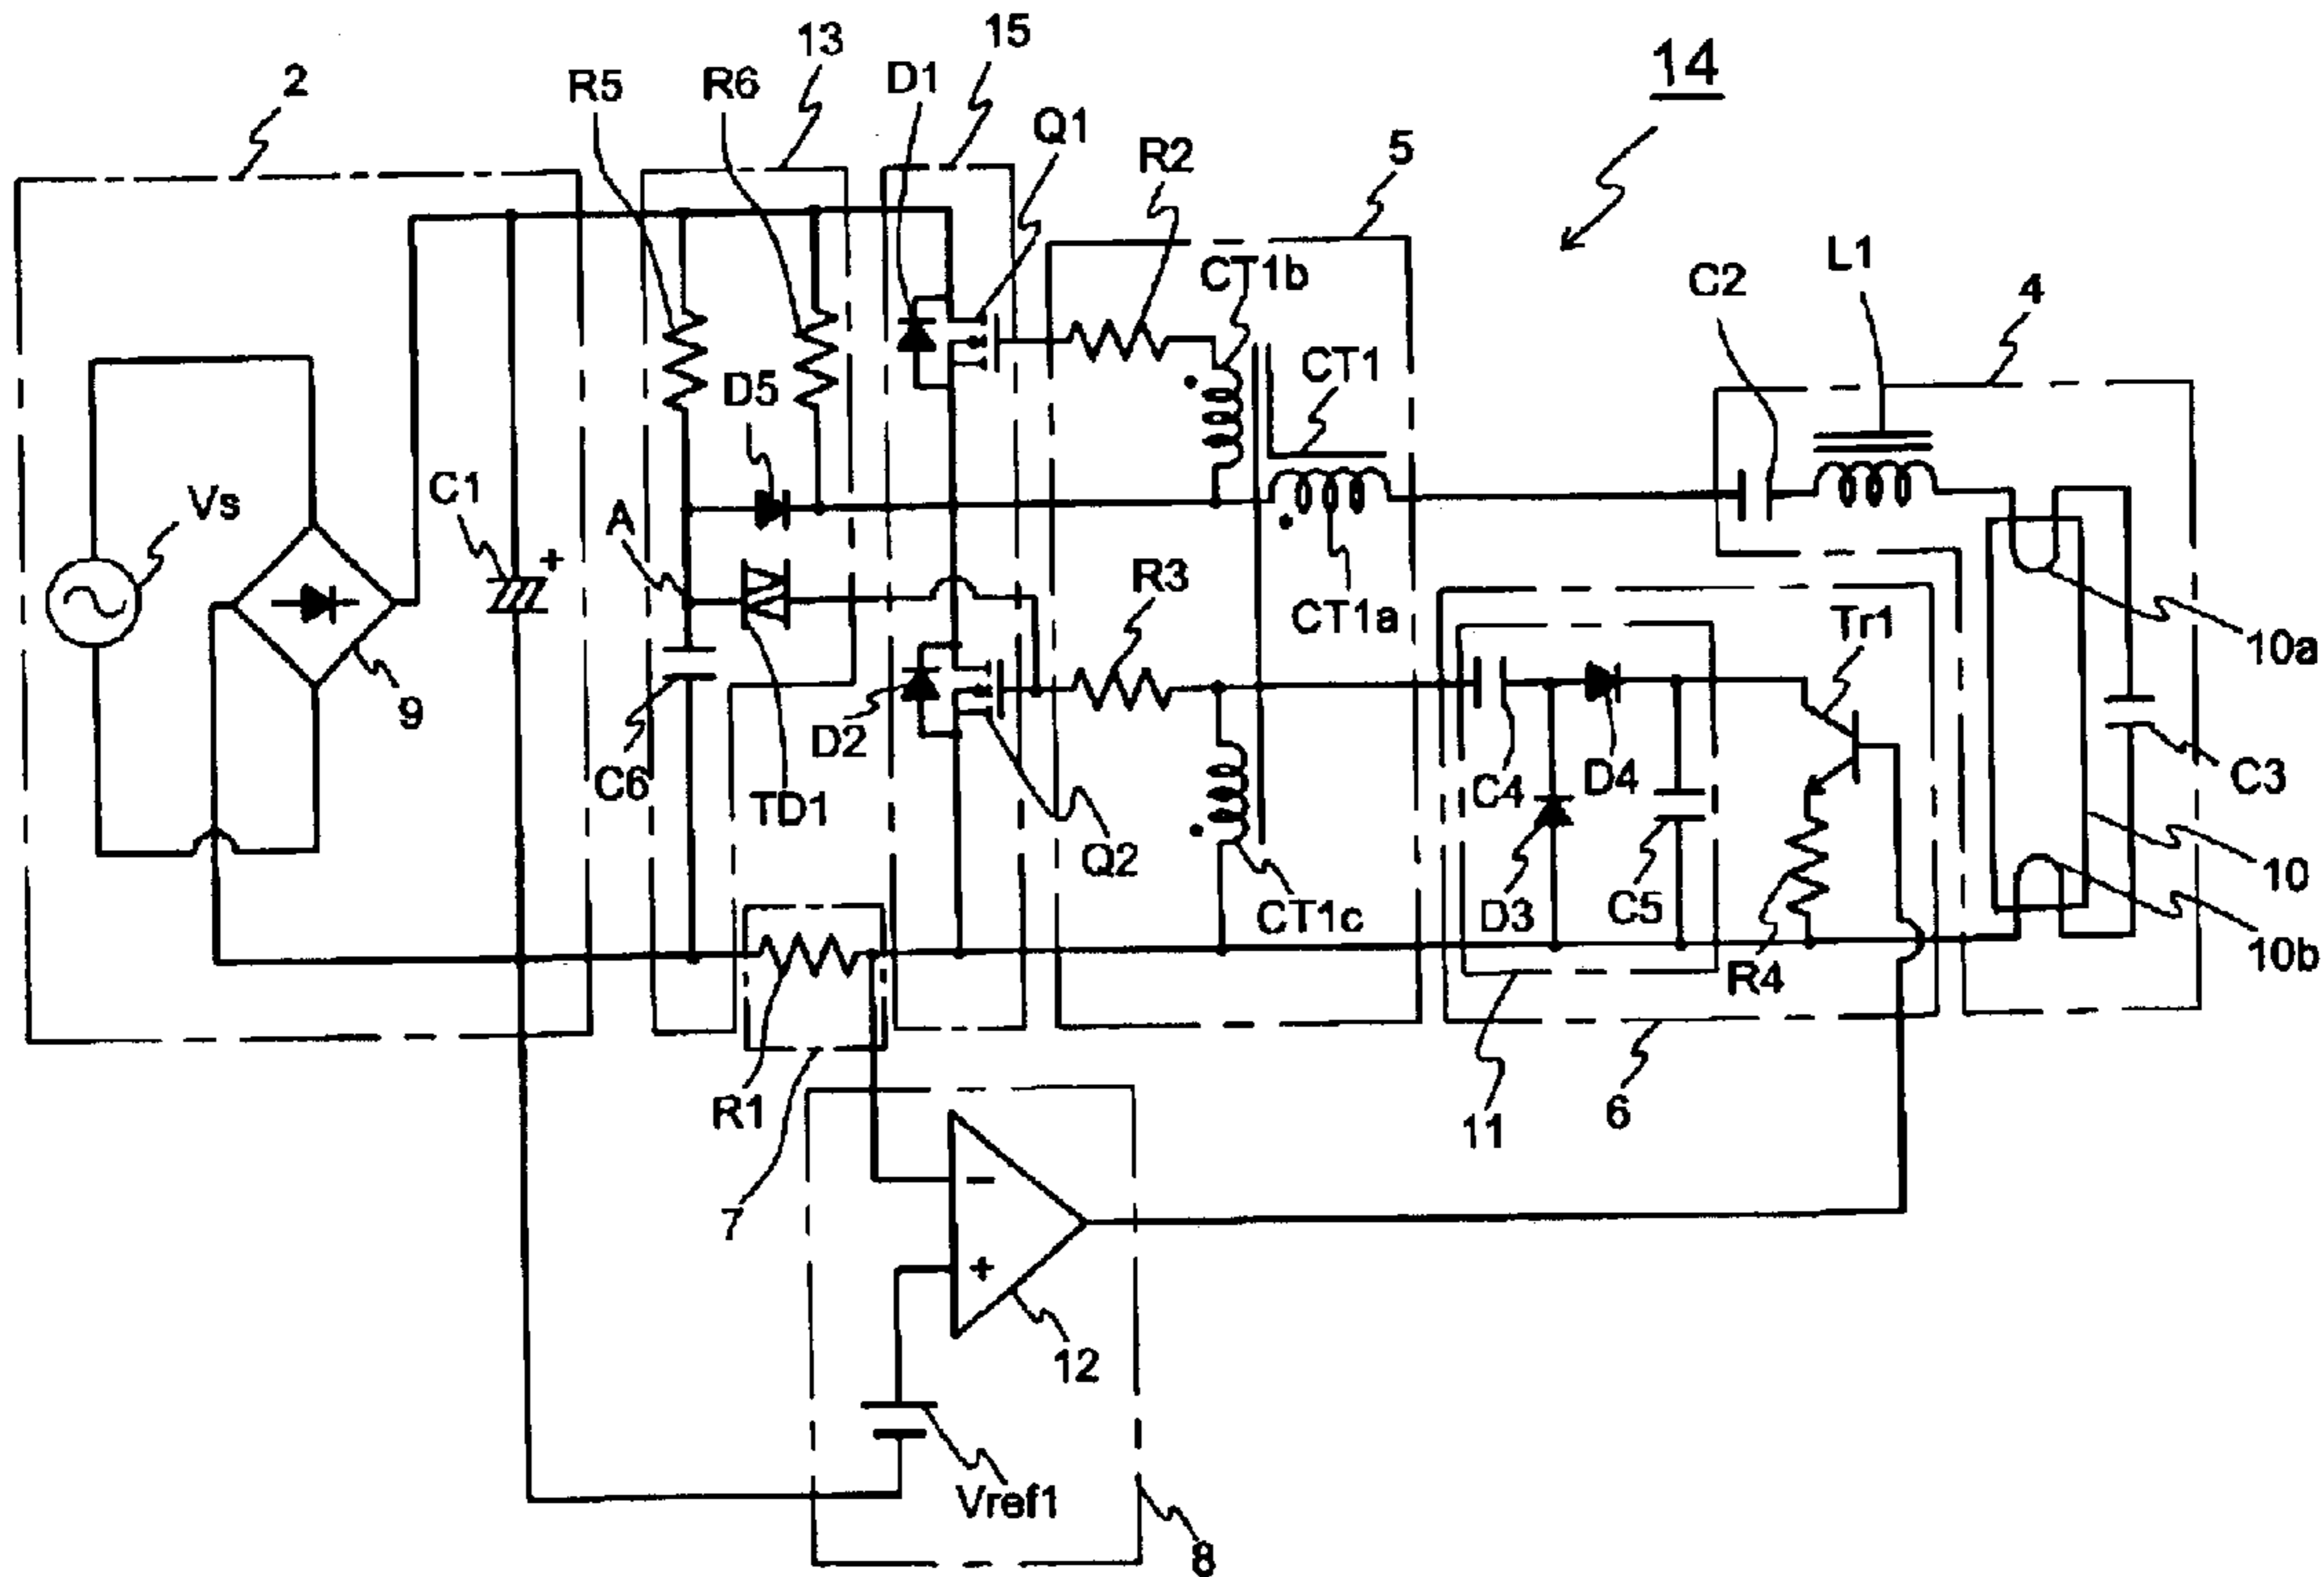 14
2
R5
R6
13
D1
15
Q1
R2
5
CT1b
CT1
C2
L1
4
Vs
C1
+
D5
A
R3
CT1a
Tr1
10a
9
C6
TD1
D2
Q2
C4
D4
C3
CT1c
D3
C5
R4
10
10b
R1
7
11
6
−
+
12
Vref1
8